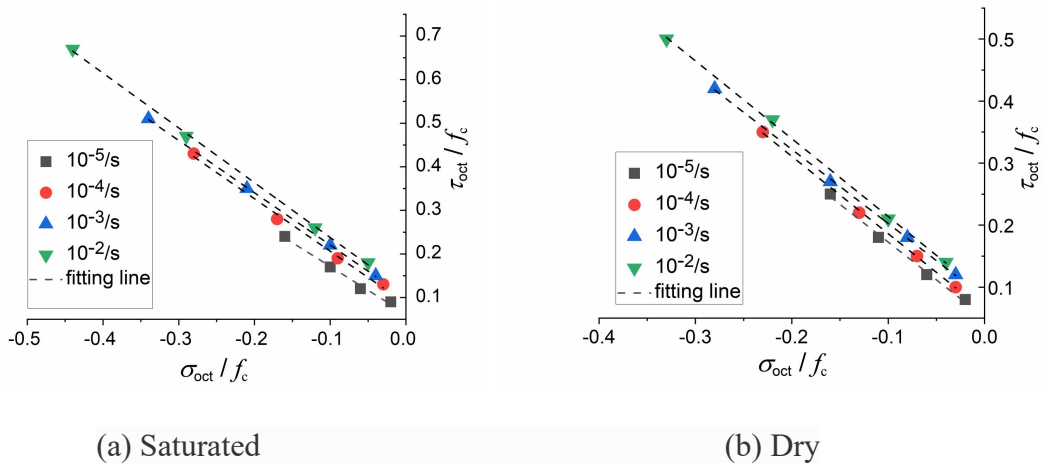 0.7
0.6
0.5
0.4
0.3
0.2
0.1
τoct / fc
10⁻⁵/s
10⁻⁴/s
10⁻³/s
10⁻²/s
fitting line
-0.5 -0.4 -0.3 -0.2 -0.1 0.0
σoct / fc
(a) Saturated
0.5
0.4
0.3
0.2
0.1
τoct / fc
10⁻⁵/s
10⁻⁴/s
10⁻³/s
10⁻²/s
fitting line
-0.4 -0.3 -0.2 -0.1 0.0
σoct / fc
(b) Dry